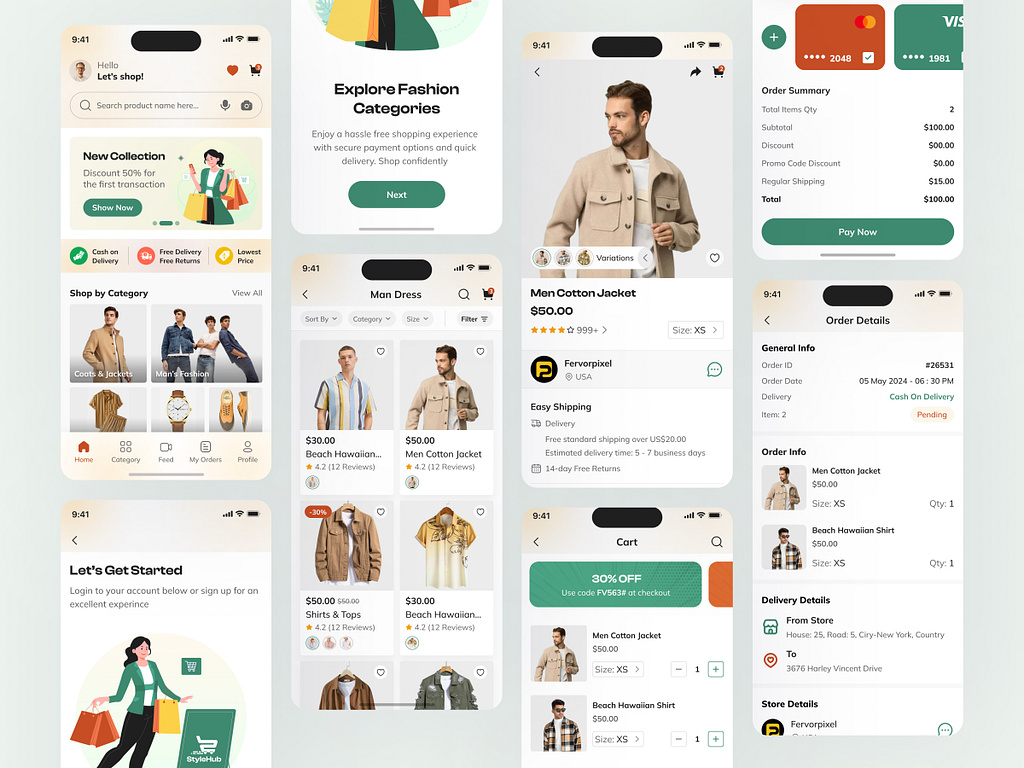 9:41
Hello
Let's shop!
Search product name here...
New Collection
Discount 50% for
the first transaction
Show Now
Cash on
Delivery
Free Delivery
Free Returns
Lowest
Price
Shop by Category
View All
Coats & Jackets
Man's Fashion
Home
Category
Feed
My Orders
Profile
9:41
Let's Get Started
Login to your account below or sign up for an
excellent experince
StyleHub
Explore Fashion
Categories
Enjoy a hassle free shopping experience
with secure payment options and quick
delivery. Shop confidently
Next
9:41
Man Dress
2
Sort By
Category
Size
Filter
$30.00
Beach Hawaiian...
4.2 (12 Reviews)
$50.00
Men Cotton Jacket
4.2 (12 Reviews)
-30%
$50.00 $50.00
Shirts & Tops
4.2 (12 Reviews)
$30.00
Beach Hawaiian...
4.2 (12 Reviews)
9:41
2
Variations
Men Cotton Jacket
$50.00
999+
Size: XS
Fervorpixel
USA
Easy Shipping
Delivery
Free standard shipping over US$20.00
Estimated delivery time: 5 - 7 business days
14-day Free Returns
9:41
Cart
30% OFF
Use code FV563# at checkout
Men Cotton Jacket
$50.00
Size: XS
1
Beach Hawaiian Shirt
$50.00
Size: XS
1
VIS
•••• 2048
•••• 1981
Order Summary
Total Items Qty 2
Subtotal $100.00
Discount $00.00
Promo Code Discount $0.00
Regular Shipping $15.00
Total $100.00
Pay Now
9:41
Order Details
General Info
Order ID #26531
Order Date 05 May 2024 - 06 : 30 PM
Delivery Cash On Delivery
Item: 2 Pending
Order Info
Men Cotton Jacket
$50.00
Size: XS Qty: 1
Beach Hawaiian Shirt
$50.00
Size: XS Qty: 1
Delivery Details
From Store
House: 25, Road: 5, Ciry-New York, Country
To
3676 Harley Vincent Drive
Store Details
Fervorpixel